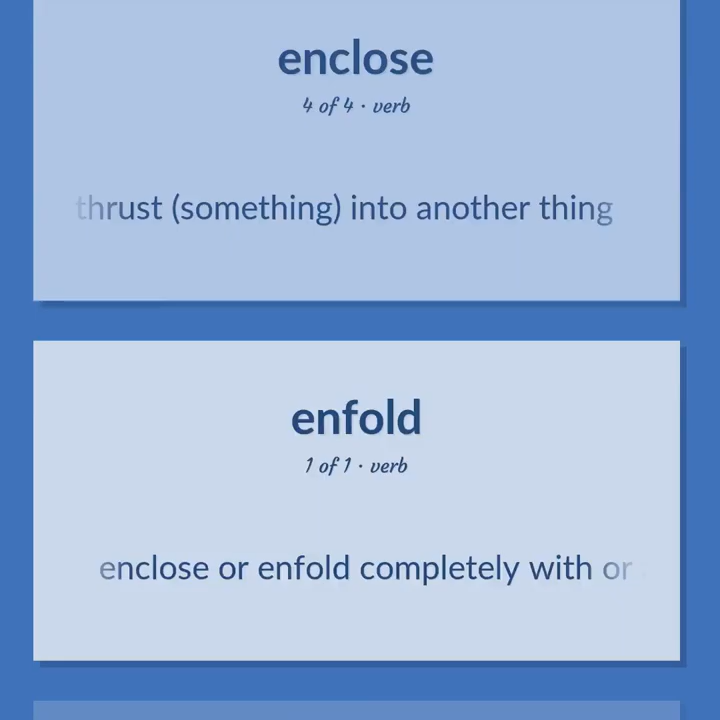 enclose
4 of 4 · verb
thrust (something) into another thing
enfold
1 of 1 · verb
enclose or enfold completely with or